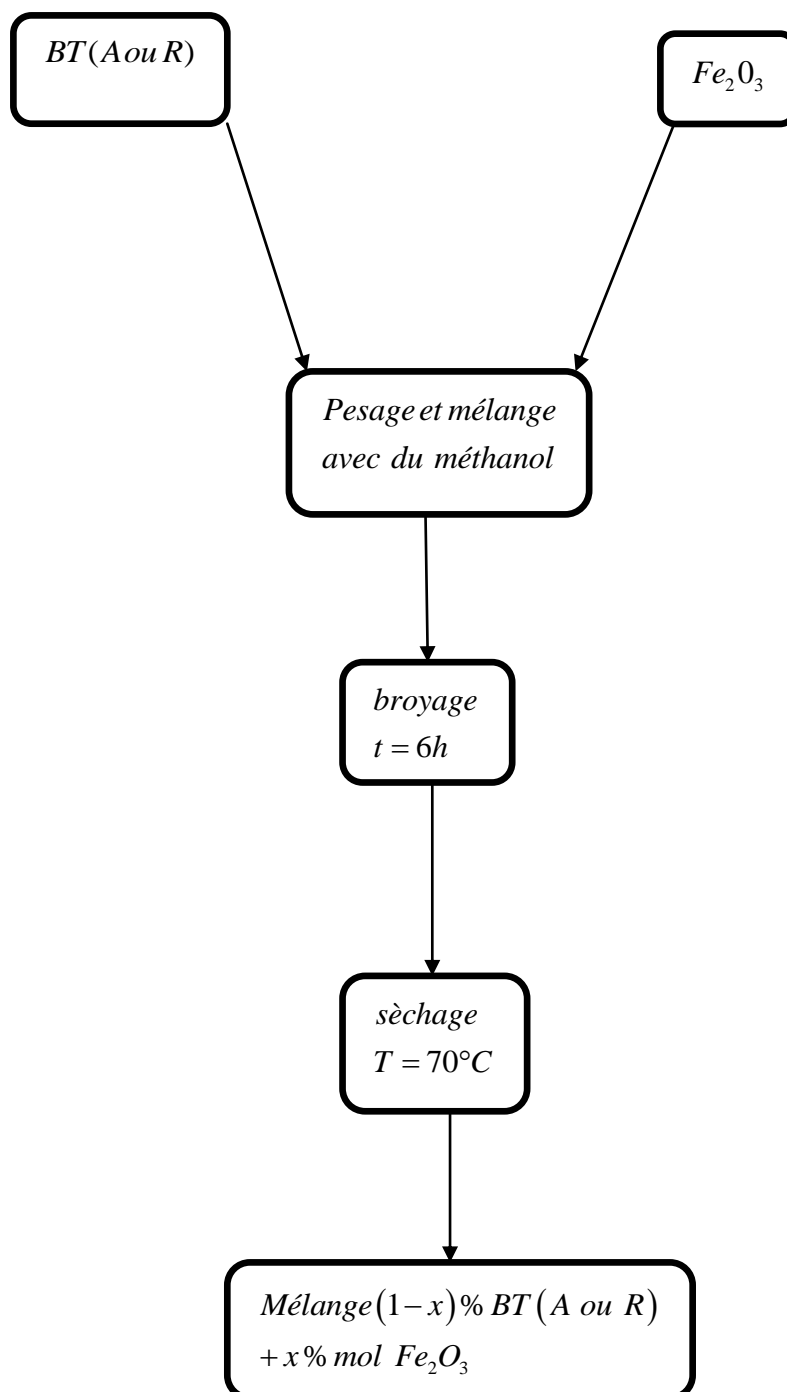 BT(A ou R)
Fe₂0₃
Pesage et mélange
avec du méthanol
broyage
t = 6h
sèchage
T = 70°C
Mélange(1−x)% BT(A ou R)
+ x% mol Fe₂O₃